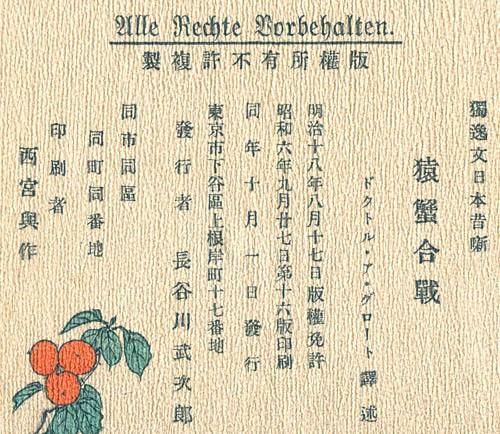 Alle Rechte Vorbehalten.
版權所有不許複製
獨逸文日本昔噺
猿蟹合戰
ドクトル・ア・グロート 譯述
明治十八年八月十七日版權免許
昭和六年九月廿七日第十六版印刷
同年十月一日發行
東京市下谷區上根岸町十七番地
發行者 長谷川武次郎
同市同區
同町同番地
印刷者
西宮與作